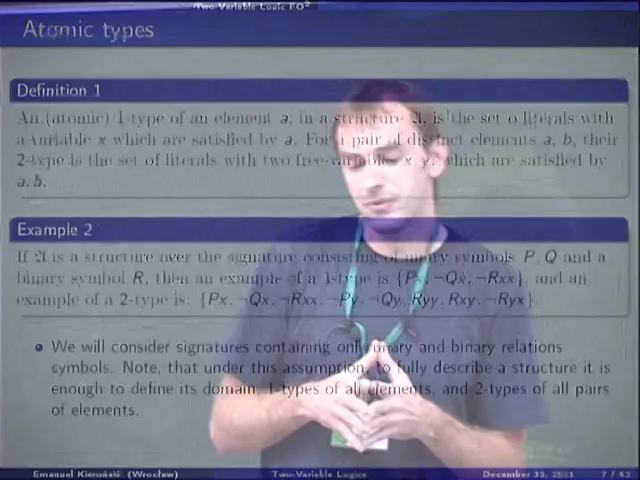 Two-Variable Logic FO²
Atomic types
Definition 1
An (atomic) 1-type of an element a, in a structure 𝔄, is the set o literals with
a variable x which are satisfied by a. For a pair of distinct elements a, b, their
2-type is the set of literals with two free-variables x y, which are satisfied by
a, b.
Example 2
If 𝔄 is a structure over the signature consisting of unary symbols P, Q and a
binary symbol R, then an example of a 1-type is {Px, ¬Qx, ¬Rxx}, and an
example of a 2-type is: {Px, ¬Qx, ¬Rxx, ¬Py, ¬Qy, Ryy, Rxy, ¬Ryx}.
We will consider signatures containing only unary and binary relations
symbols. Note, that under this assumption, to fully describe a structure it is
enough to define its domain, 1-types of all elements, and 2-types of all pairs
of elements.
Emanuel Kieroński (Wrocław) Two-Variable Logics December 13, 7 / 53